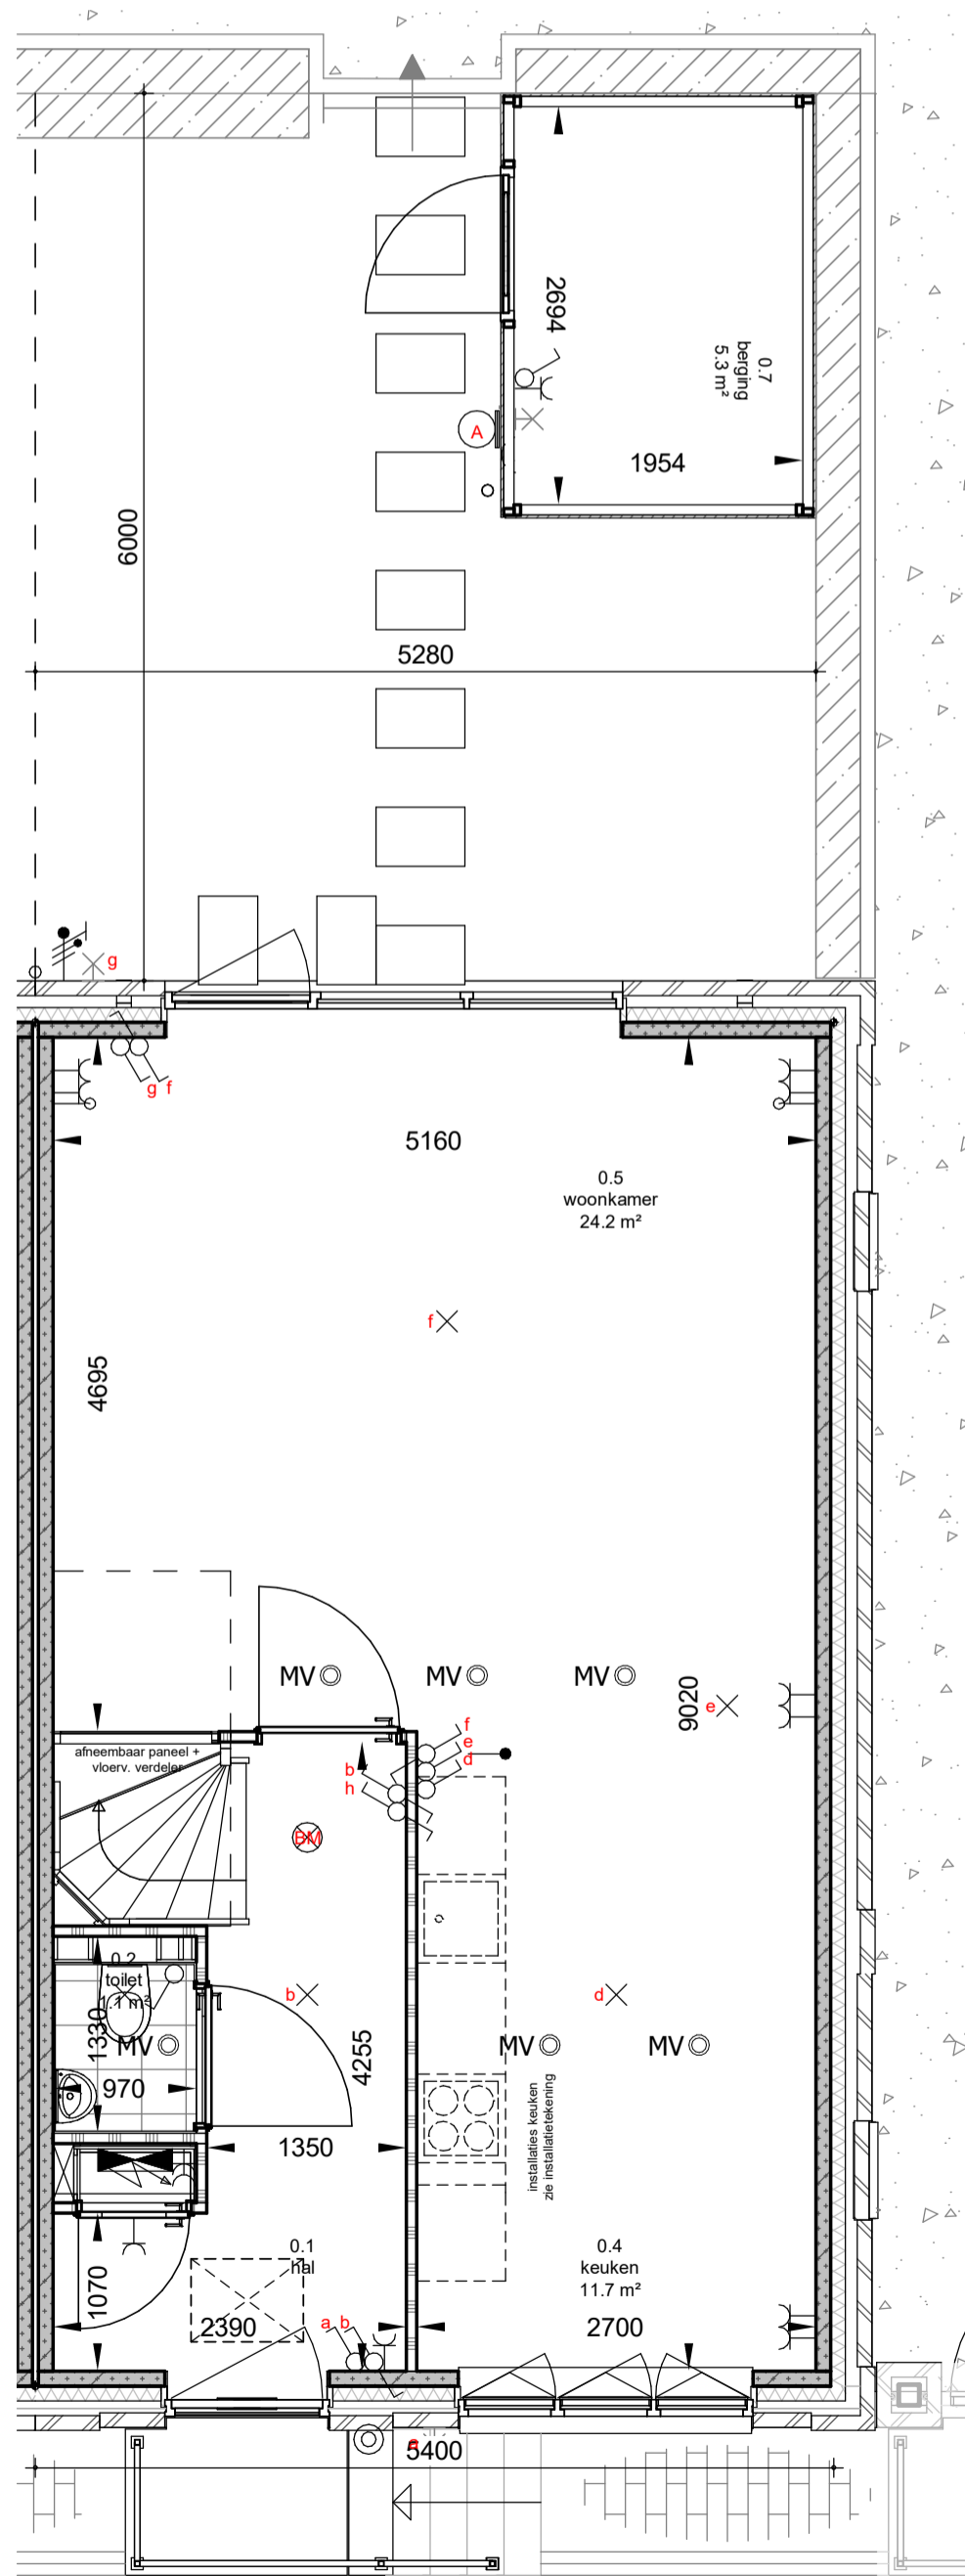 2694
0.7
berging
5.3 m²
A
1954
6000
5280
g
g f
5160
0.5
woonkamer
24.2 m²
f
4695
MV
MV
MV
9020
e
afneembaar paneel +
vloerv. verdeler
f
e
d
b
h
BM
0.2
toilet
1.1 m²
1330
MV
970
b
4255
d
MV
MV
installaties keuken
zie installatietekening
1350
0.1
hal
0.4
keuken
11.7 m²
1070
2390
a b
2700
a
5400